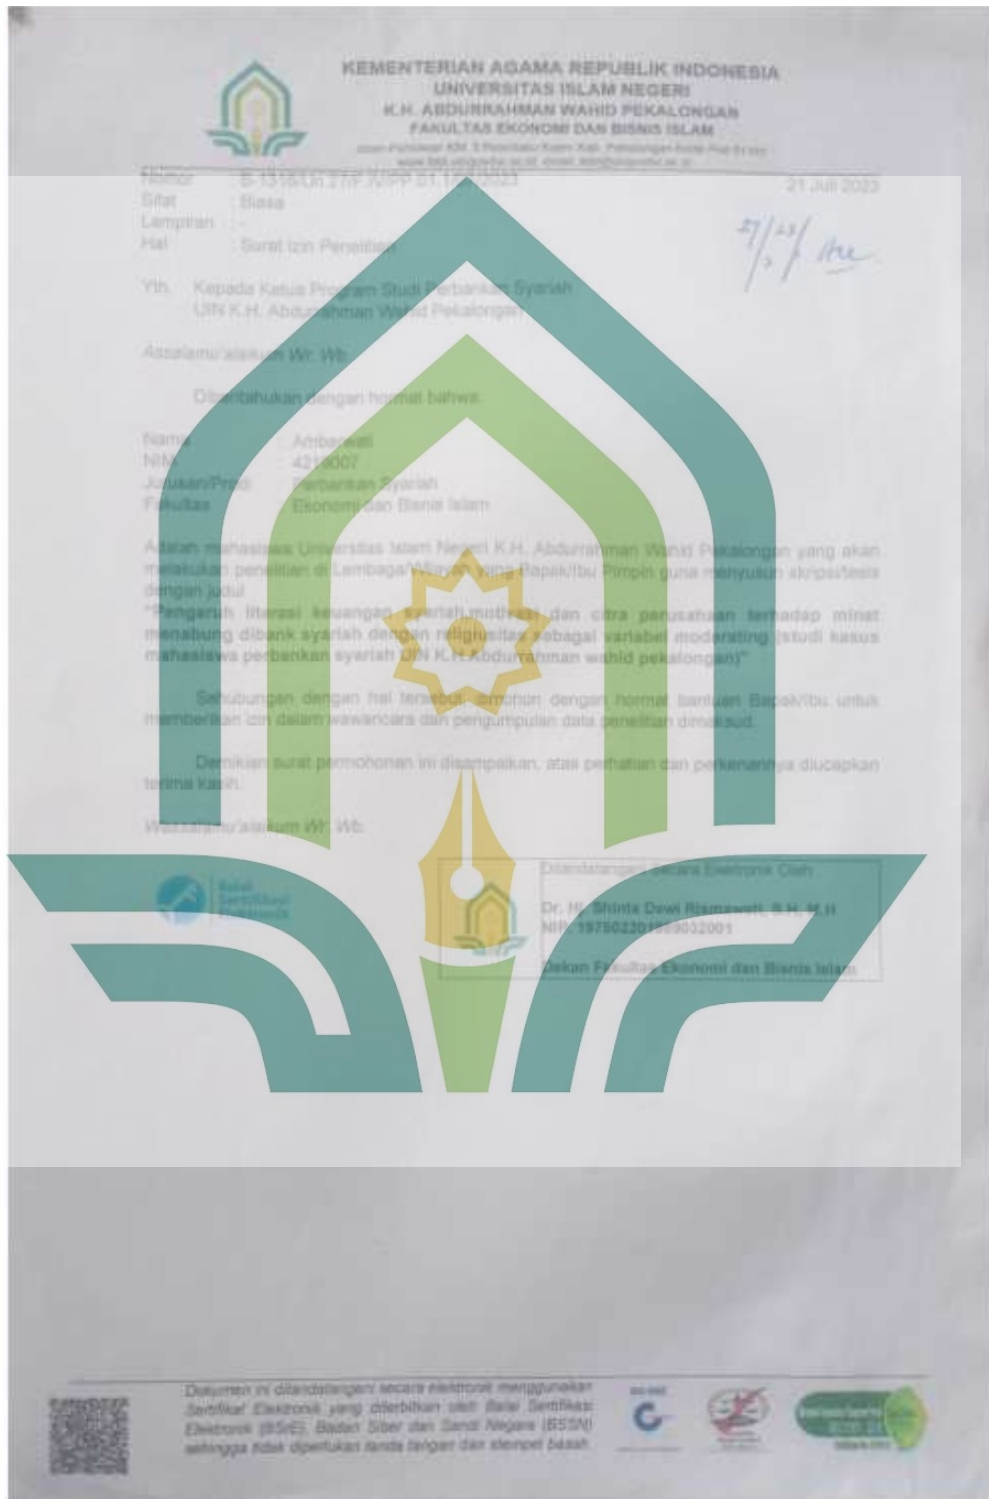 KEMENTERIAN AGAMA REPUBLIK INDONESIA
UNIVERSITAS ISLAM NEGERI
K.H. ABDURRAHMAN WAHID PEKALONGAN
FAKULTAS EKONOMI DAN BISNIS ISLAM
Nomor :
21 Juli 2023
Sifat : Biasa
Lampiran : -
Hal : Surat Izin Penelitian
Yth. Kepada Ketua Program Studi Perbankan Syariah
UIN K.H. Abdurrahman Wahid Pekalongan
Assalamu'alaikum Wr. Wb.
Diberitahukan dengan hormat bahwa:
Nama : Ambarwati
NIM : 4219007
Jurusan/Prodi : Perbankan Syariah
Fakultas : Ekonomi dan Bisnis Islam
Adalah mahasiswa Universitas Islam Negeri K.H. Abdurrahman Wahid Pekalongan yang akan
melakukan penelitian di Lembaga/Wilayah yang Bapak/Ibu Pimpin guna menyusun skripsi/tesis
dengan judul
"Pengaruh literasi keuangan syariah,motivasi dan citra perusahaan terhadap minat
menabung dibank syariah dengan religiusitas sebagai variabel moderating (studi kasus
mahasiswa perbankan syariah UIN K.H.Abdurrahman wahid pekalongan)"
Sehubungan dengan hal tersebut, dimohon dengan hormat bantuan Bapak/Ibu untuk
memberikan izin dalam wawancara dan pengumpulan data penelitian dimaksud.
Demikian surat permohonan ini disampaikan, atas perhatian dan perkenannya diucapkan
terima kasih.
Wassalamu'alaikum Wr. Wb.
Balai
Sertifikasi
Elektronik
Ditandatangani Secara Elektronik Oleh:
Dr. Hj. Shinta Dewi Rismawati, S.H, M.H
NIP. 197502201999032001
Dekan Fakultas Ekonomi dan Bisnis Islam
Dokumen ini ditandatangani secara elektronik menggunakan
Sertifikat Elektronik yang diterbitkan oleh Balai Sertifikasi
Elektronik (BSrE), Badan Siber dan Sandi Negara (BSSN)
sehingga tidak diperlukan tanda tangan dan stempel basah.